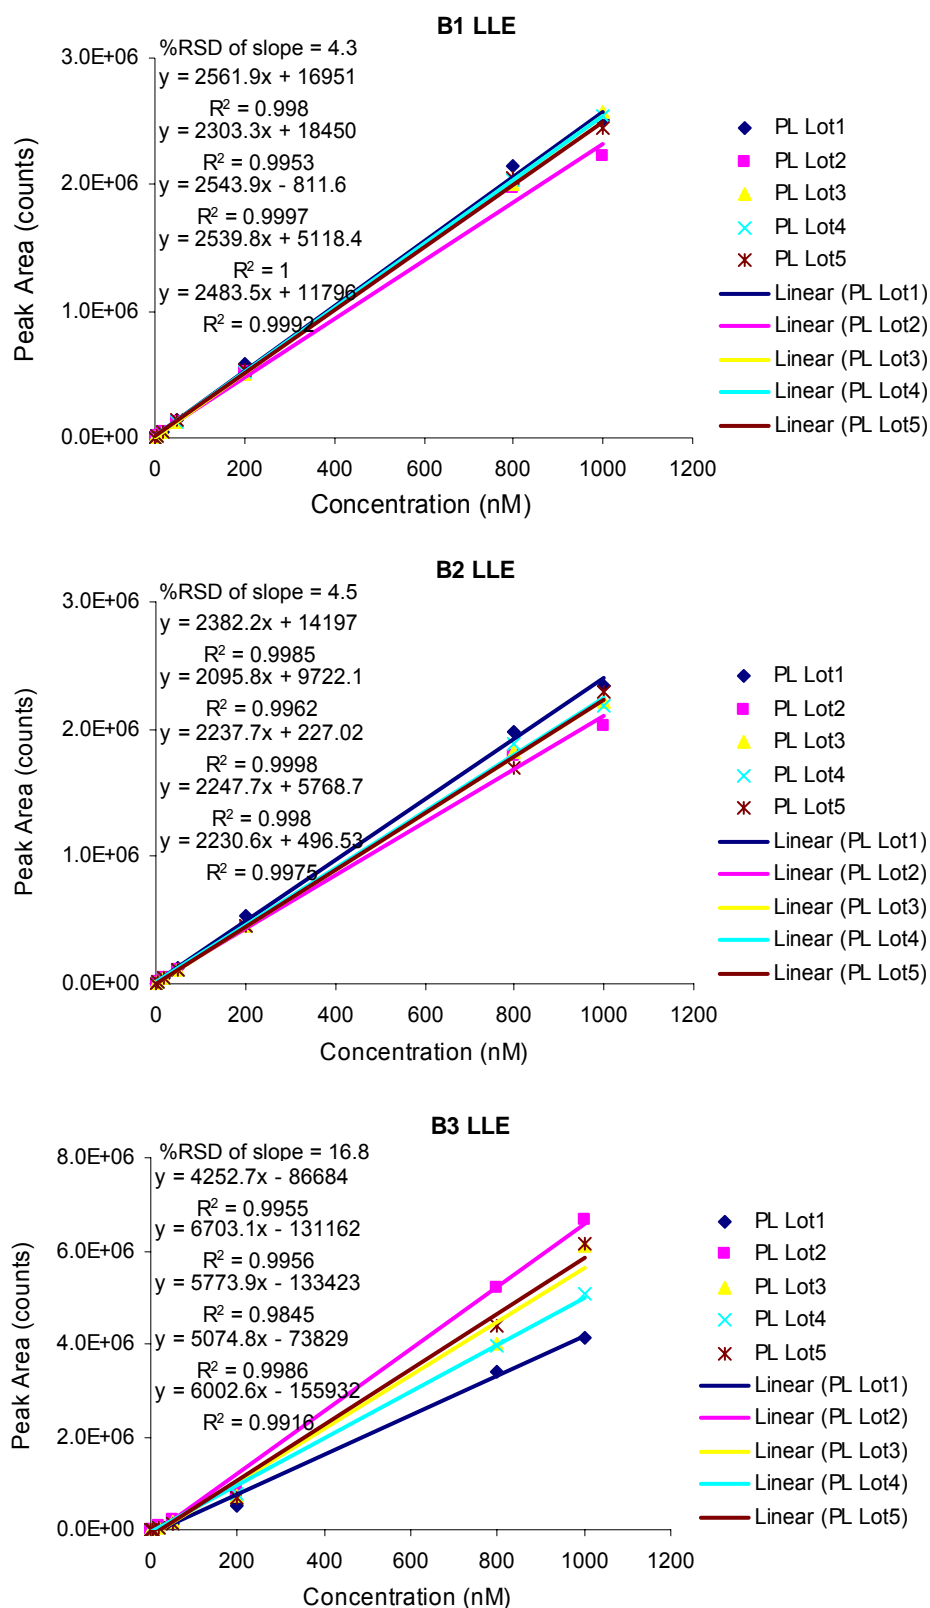 B1 LLE
%RSD of slope = 4.3
y = 2561.9x + 16951
R² = 0.998
y = 2303.3x + 18450
R² = 0.9953
y = 2543.9x - 811.6
R² = 0.9997
y = 2539.8x + 5118.4
R² = 1
y = 2483.5x + 11796
R² = 0.9992
3.0E+06
2.0E+06
1.0E+06
0.0E+00
Peak Area (counts)
0 200 400 600 800 1000 1200
Concentration (nM)
PL Lot1
PL Lot2
PL Lot3
PL Lot4
PL Lot5
Linear (PL Lot1)
Linear (PL Lot2)
Linear (PL Lot3)
Linear (PL Lot4)
Linear (PL Lot5)
B2 LLE
%RSD of slope = 4.5
y = 2382.2x + 14197
R² = 0.9985
y = 2095.8x + 9722.1
R² = 0.9962
y = 2237.7x + 227.02
R² = 0.9998
y = 2247.7x + 5768.7
R² = 0.998
y = 2230.6x + 496.53
R² = 0.9975
3.0E+06
2.0E+06
1.0E+06
0.0E+00
Peak Area (counts)
0 200 400 600 800 1000 1200
Concentration (nM)
PL Lot1
PL Lot2
PL Lot3
PL Lot4
PL Lot5
Linear (PL Lot1)
Linear (PL Lot2)
Linear (PL Lot3)
Linear (PL Lot4)
Linear (PL Lot5)
B3 LLE
%RSD of slope = 16.8
y = 4252.7x - 86684
R² = 0.9955
y = 6703.1x - 131162
R² = 0.9956
y = 5773.9x - 133423
R² = 0.9845
y = 5074.8x - 73829
R² = 0.9986
y = 6002.6x - 155932
R² = 0.9916
8.0E+06
6.0E+06
4.0E+06
2.0E+06
0.0E+00
Peak Area (counts)
0 200 400 600 800 1000 1200
Concentration (nM)
PL Lot1
PL Lot2
PL Lot3
PL Lot4
PL Lot5
Linear (PL Lot1)
Linear (PL Lot2)
Linear (PL Lot3)
Linear (PL Lot4)
Linear (PL Lot5)